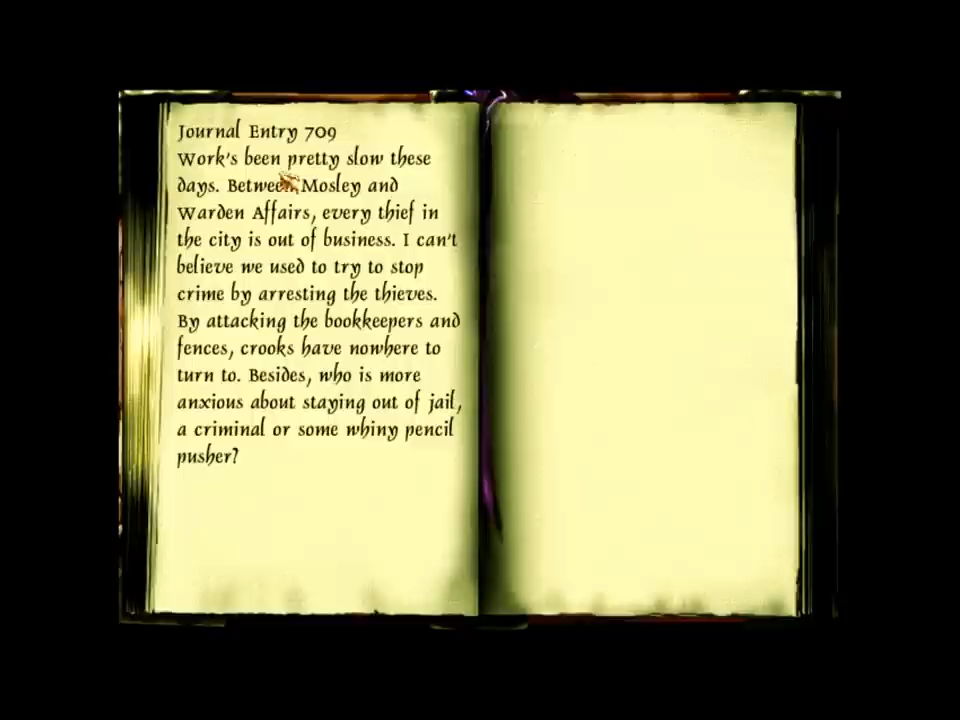 Journal Entry 709
Work's been pretty slow these
days. Between Mosley and
Warden Affairs, every thief in
the city is out of business. I can't
believe we used to try to stop
crime by arresting the thieves.
By attacking the bookkeepers and
fences, crooks have nowhere to
turn to. Besides, who is more
anxious about staying out of jail,
a criminal or some whiny pencil
pusher?